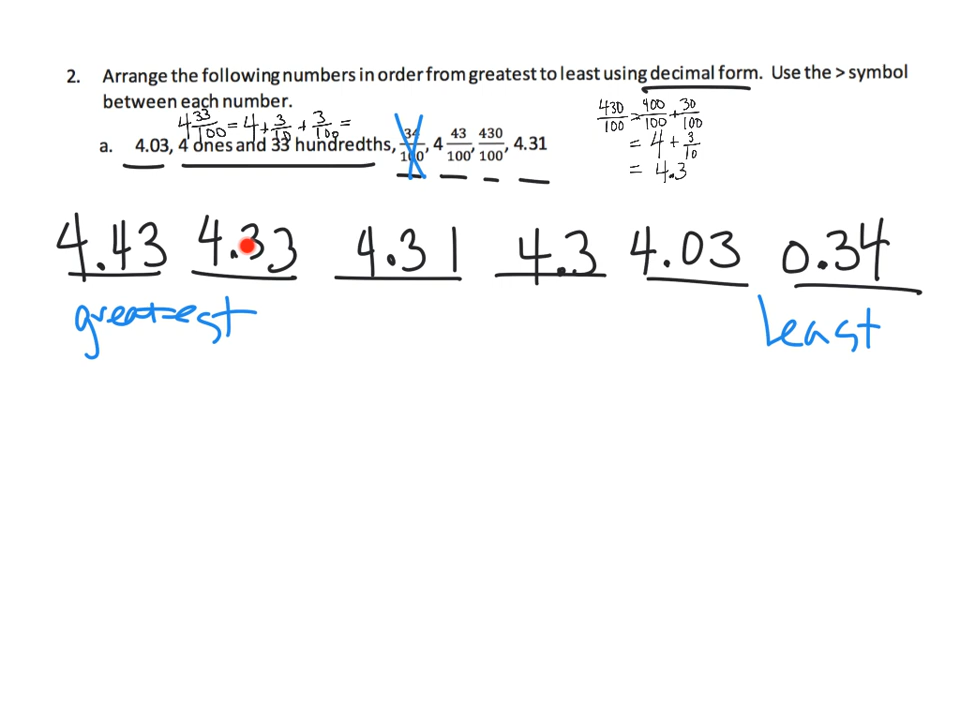 2. Arrange the following numbers in order from greatest to least using decimal form. Use the > symbol
between each number.
4 33/100 = 4 + 3/10 + 3/100 =
430/100 = 400/100 + 30/100
a. 4.03, 4 ones and 33 hundredths, 34/100, 4 43/100, 430/100, 4.31
= 4 + 3/10
= 4.3
4.43 4.33 4.31 4.3 4.03 0.34
greatest least